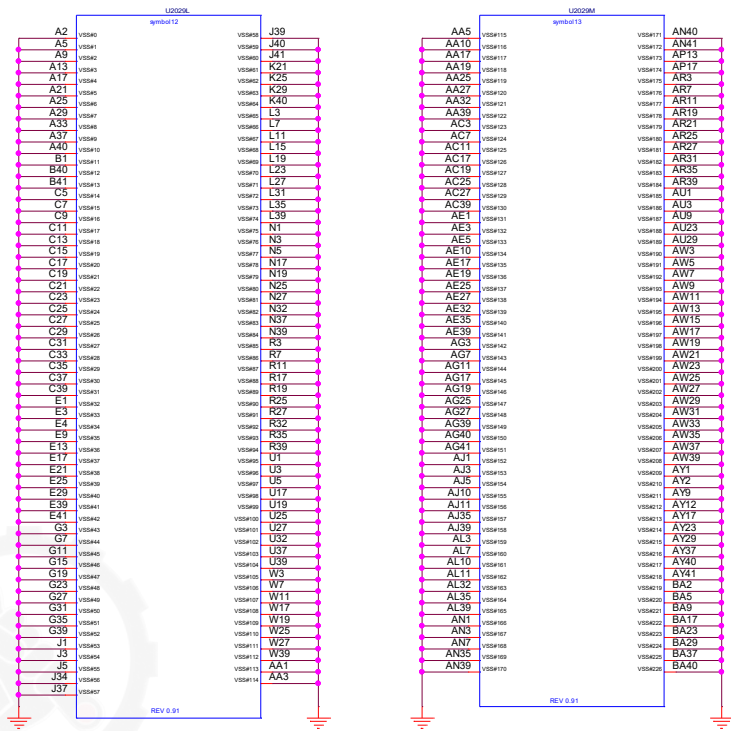 U2029L
symbol12
A2 VSS#0 VSS#58 J39
A5 VSS#1 VSS#59 J40
A9 VSS#2 VSS#60 J41
A13 VSS#3 VSS#61 K21
A17 VSS#4 VSS#62 K25
A21 VSS#5 VSS#63 K29
A25 VSS#6 VSS#64 K40
A29 VSS#7 VSS#65 L3
A33 VSS#8 VSS#66 L7
A37 VSS#9 VSS#67 L11
A40 VSS#10 VSS#68 L15
B1 VSS#11 VSS#69 L19
B40 VSS#12 VSS#70 L23
B41 VSS#13 VSS#71 L27
C5 VSS#14 VSS#72 L31
C7 VSS#15 VSS#73 L35
C9 VSS#16 VSS#74 L39
C11 VSS#17 VSS#75 N1
C13 VSS#18 VSS#76 N3
C15 VSS#19 VSS#77 N5
C17 VSS#20 VSS#78 N17
C19 VSS#21 VSS#79 N19
C21 VSS#22 VSS#80 N25
C23 VSS#23 VSS#81 N27
C25 VSS#24 VSS#82 N32
C27 VSS#25 VSS#83 N37
C29 VSS#26 VSS#84 N39
C31 VSS#27 VSS#85 R3
C33 VSS#28 VSS#86 R7
C35 VSS#29 VSS#87 R11
C37 VSS#30 VSS#88 R17
C39 VSS#31 VSS#89 R19
E1 VSS#32 VSS#90 R25
E3 VSS#33 VSS#91 R27
E4 VSS#34 VSS#92 R32
E9 VSS#35 VSS#93 R35
E13 VSS#36 VSS#94 R39
E17 VSS#37 VSS#95 U1
E21 VSS#38 VSS#96 U3
E25 VSS#39 VSS#97 U5
E29 VSS#40 VSS#98 U17
E39 VSS#41 VSS#99 U19
E41 VSS#42 VSS#100 U25
G3 VSS#43 VSS#101 U27
G7 VSS#44 VSS#102 U32
G11 VSS#45 VSS#103 U37
G15 VSS#46 VSS#104 U39
G19 VSS#47 VSS#105 W3
G23 VSS#48 VSS#106 W7
G27 VSS#49 VSS#107 W11
G31 VSS#50 VSS#108 W17
G35 VSS#51 VSS#109 W19
G39 VSS#52 VSS#110 W25
J1 VSS#53 VSS#111 W27
J3 VSS#54 VSS#112 W39
J5 VSS#55 VSS#113 AA1
J34 VSS#56 VSS#114 AA3
J37 VSS#57
REV 0.91
U2029M
symbol13
AA5 VSS#115 VSS#171 AN40
AA10 VSS#116 VSS#172 AN41
AA17 VSS#117 VSS#173 AP13
AA19 VSS#118 VSS#174 AP17
AA25 VSS#119 VSS#175 AR3
AA27 VSS#120 VSS#176 AR7
AA32 VSS#121 VSS#177 AR11
AA39 VSS#122 VSS#178 AR19
AC3 VSS#123 VSS#179 AR21
AC7 VSS#124 VSS#180 AR25
AC11 VSS#125 VSS#181 AR27
AC17 VSS#126 VSS#182 AR31
AC19 VSS#127 VSS#183 AR35
AC25 VSS#128 VSS#184 AR39
AC27 VSS#129 VSS#185 AU1
AC39 VSS#130 VSS#186 AU3
AE1 VSS#131 VSS#187 AU9
AE3 VSS#132 VSS#188 AU23
AE5 VSS#133 VSS#189 AU29
AE10 VSS#134 VSS#190 AW3
AE17 VSS#135 VSS#191 AW5
AE19 VSS#136 VSS#192 AW7
AE25 VSS#137 VSS#193 AW9
AE27 VSS#138 VSS#194 AW11
AE32 VSS#139 VSS#195 AW13
AE35 VSS#140 VSS#196 AW15
AE39 VSS#141 VSS#197 AW17
AG3 VSS#142 VSS#198 AW19
AG7 VSS#143 VSS#199 AW21
AG11 VSS#144 VSS#200 AW23
AG17 VSS#145 VSS#201 AW25
AG19 VSS#146 VSS#202 AW27
AG25 VSS#147 VSS#203 AW29
AG27 VSS#148 VSS#204 AW31
AG39 VSS#149 VSS#205 AW33
AG40 VSS#150 VSS#206 AW35
AG41 VSS#151 VSS#207 AW37
AJ1 VSS#152 VSS#208 AW39
AJ3 VSS#153 VSS#209 AY1
AJ5 VSS#154 VSS#210 AY2
AJ10 VSS#155 VSS#211 AY9
AJ11 VSS#156 VSS#212 AY12
AJ35 VSS#157 VSS#213 AY17
AJ39 VSS#158 VSS#214 AY23
AL3 VSS#159 VSS#215 AY29
AL7 VSS#160 VSS#216 AY37
AL10 VSS#161 VSS#217 AY40
AL11 VSS#162 VSS#218 AY41
AL32 VSS#163 VSS#219 BA2
AL35 VSS#164 VSS#220 BA5
AL39 VSS#165 VSS#221 BA9
AN1 VSS#166 VSS#222 BA17
AN3 VSS#167 VSS#223 BA23
AN7 VSS#168 VSS#224 BA29
AN35 VSS#169 VSS#225 BA37
AN39 VSS#170 VSS#226 BA40
REV 0.91